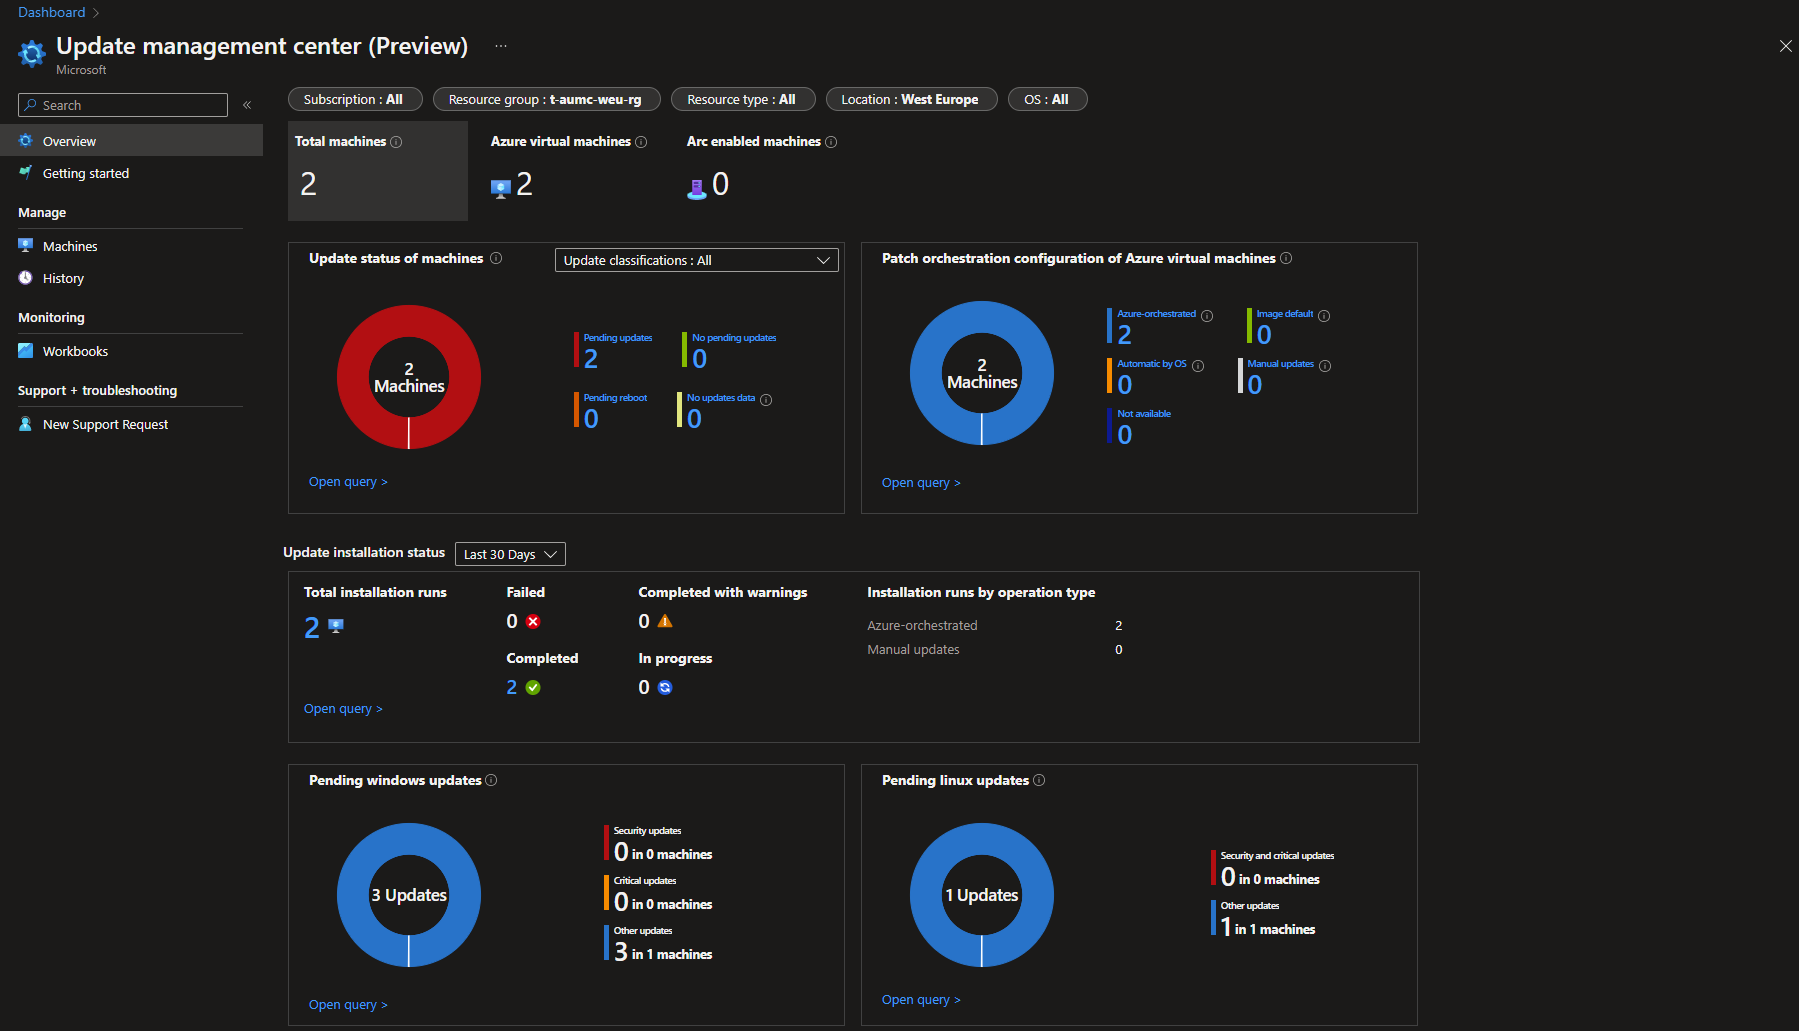 Dashboard >
Update management center (Preview) ...
Microsoft
Search «
Overview
Getting started
Manage
Machines
History
Monitoring
Workbooks
Support + troubleshooting
New Support Request
Subscription : All
Resource group : t-aumc-weu-rg
Resource type : All
Location : West Europe
OS : All
Total machines
2
Azure virtual machines
2
Arc enabled machines
0
Update status of machines
Update classifications : All
2
Machines
Pending updates
2
No pending updates
0
Pending reboot
0
No updates data
0
Open query >
Patch orchestration configuration of Azure virtual machines
2
Machines
Azure-orchestrated
2
Image default
0
Automatic by OS
0
Manual updates
0
Not available
0
Open query >
Update installation status
Last 30 Days
Total installation runs
2
Open query >
Failed
0
Completed with warnings
0
Completed
2
In progress
0
Installation runs by operation type
Azure-orchestrated 2
Manual updates 0
Pending windows updates
3 Updates
Security updates
0 in 0 machines
Critical updates
0 in 0 machines
Other updates
3 in 1 machines
Open query >
Pending linux updates
1 Updates
Security and critical updates
0 in 0 machines
Other updates
1 in 1 machines
Open query >